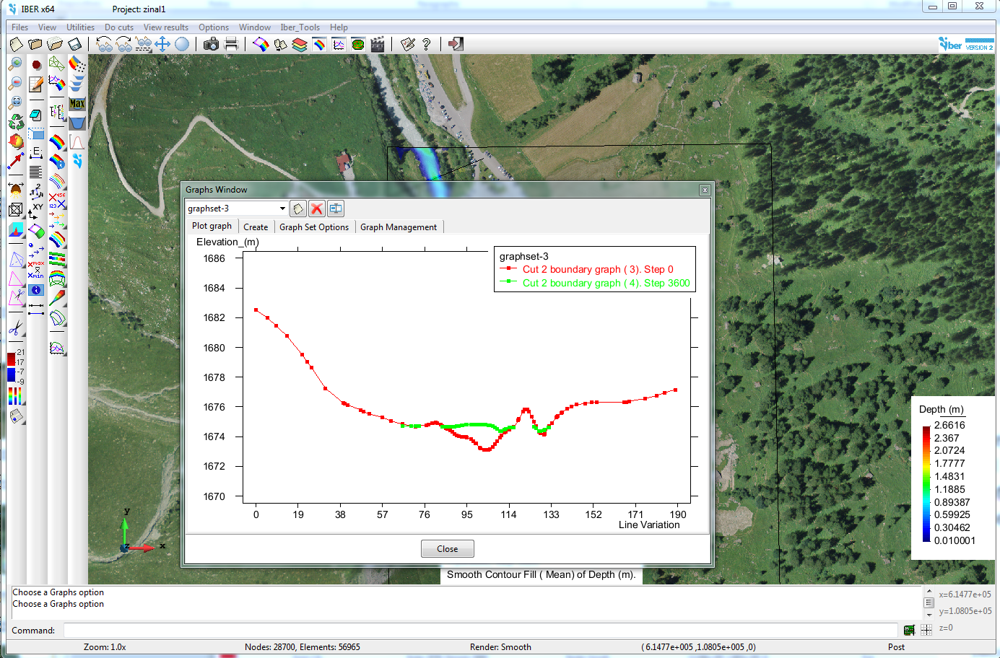 IBER x64 Project: zinal1
Files View Utilities Do cuts View results Options Window Iber_Tools Help
iber VERSION 2
Max
E
XY
max
x
min
456
123
21
17
-7
-9
Graphs Window
graphset-3
Plot graph Create Graph Set Options Graph Management
Elevation_(m)
graphset-3
Cut 2 boundary graph ( 3). Step 0
Cut 2 boundary graph ( 4). Step 3600
1686
1684
1682
1680
1678
1676
1674
1672
1670
0 19 38 57 76 95 114 133 152 171 190
Line Variation
Close
Depth (m)
2.6616
2.367
2.0724
1.7777
1.4831
1.1885
0.89387
0.59925
0.30462
0.010001
y
z x
Smooth Contour Fill ( Mean) of Depth (m).
Choose a Graphs option
Choose a Graphs option
x=6.1477e+05
y=1.0805e+05
z=0
Command:
Zoom: 1.0x Nodes: 28700, Elements: 56965 Render: Smooth ( 6.1477e+005 ,1.0805e+005 ,0) Post